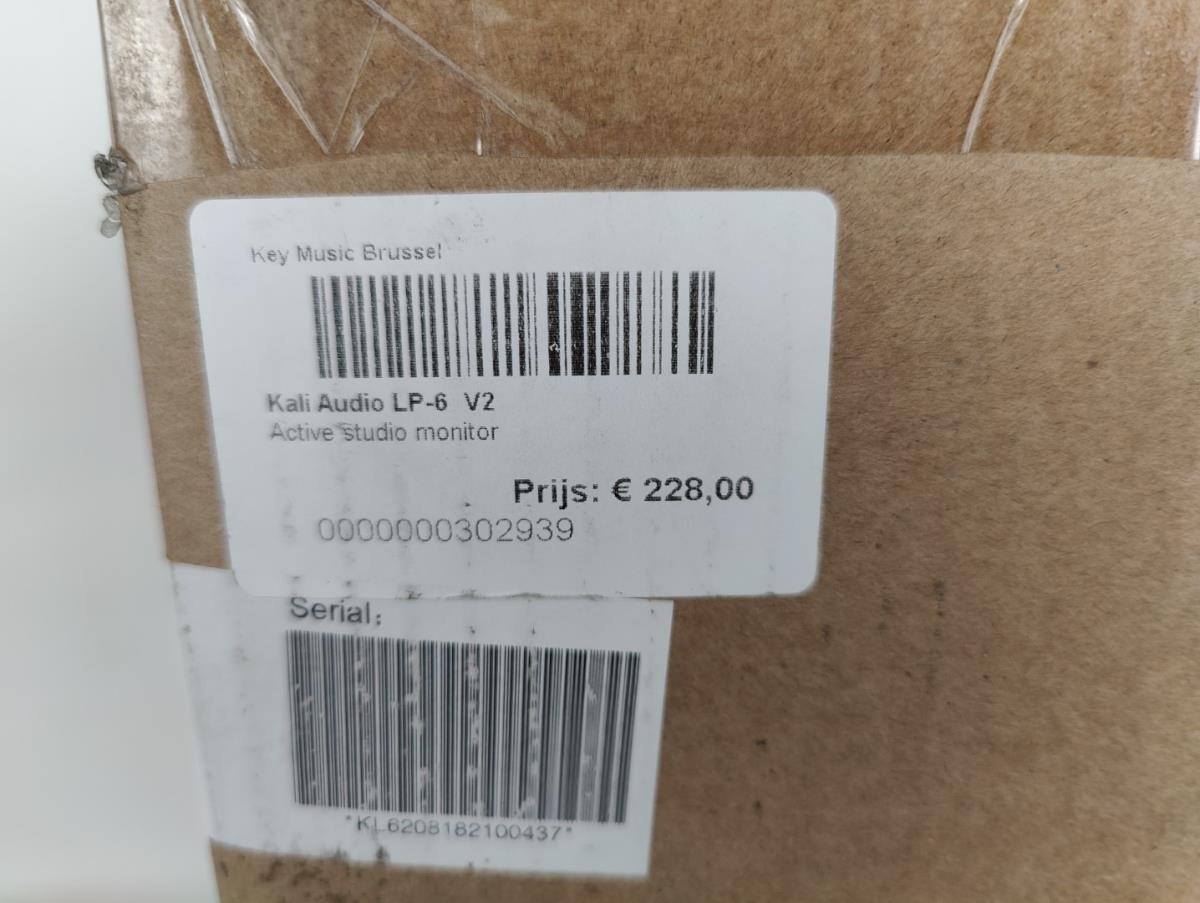 Key Music Brussel
Kali Audio LP-6 V2
Active studio monitor
Prijs: € 228,00
0000000302939
Serial:
*KL6208182100437*